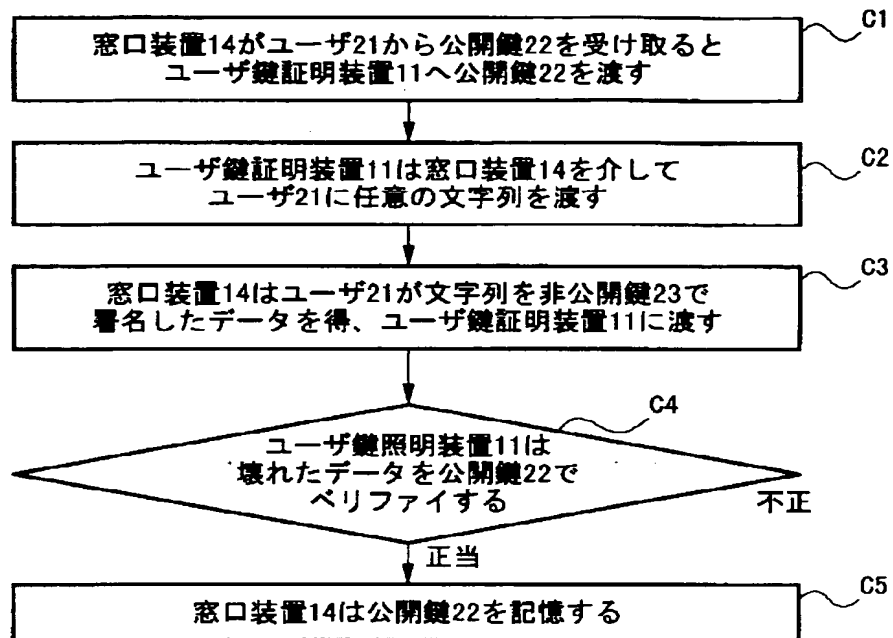 C1
窓口装置14がユーザ21から公開鍵22を受け取ると
ユーザ鍵証明装置11へ公開鍵22を渡す
C2
ユーザ鍵証明装置11は窓口装置14を介して
ユーザ21に任意の文字列を渡す
C3
窓口装置14はユーザ21が文字列を非公開鍵23で
署名したデータを得、ユーザ鍵証明装置11に渡す
C4
ユーザ鍵照明装置11は
壊れたデータを公開鍵22で
ベリファイする
不正
正当
C5
窓口装置14は公開鍵22を記憶する